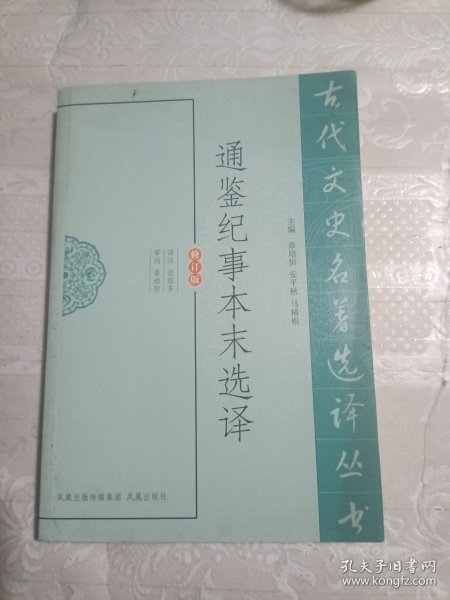 古代文史名著选译丛书
主编 章培恒 安平秋 马樟根
通鉴纪事本末选译
修订版
译注 谈蓓芳
审阅 章培恒
凤凰出版传媒集团 凤凰出版社
孔夫子旧书网
www.kongfz.com